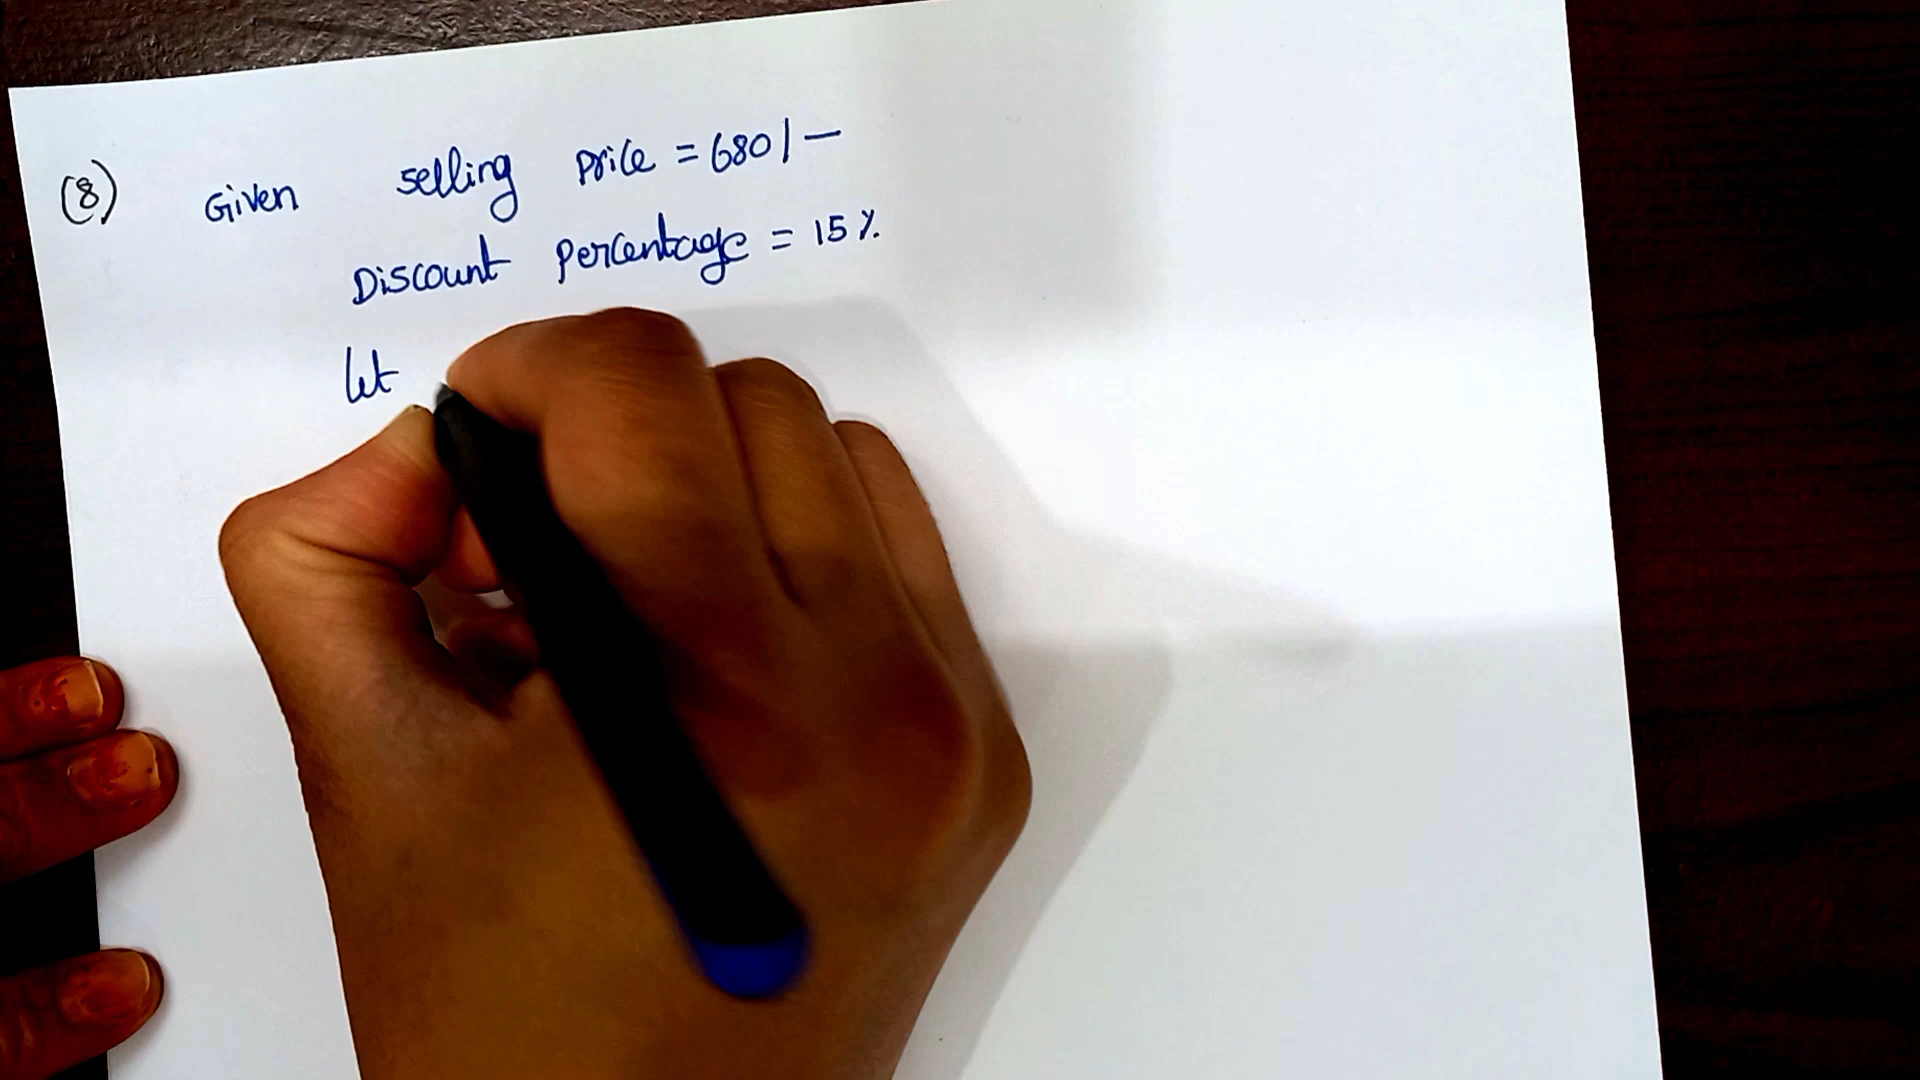 (8) Given selling price = 680/-
Discount percentage = 15%
let